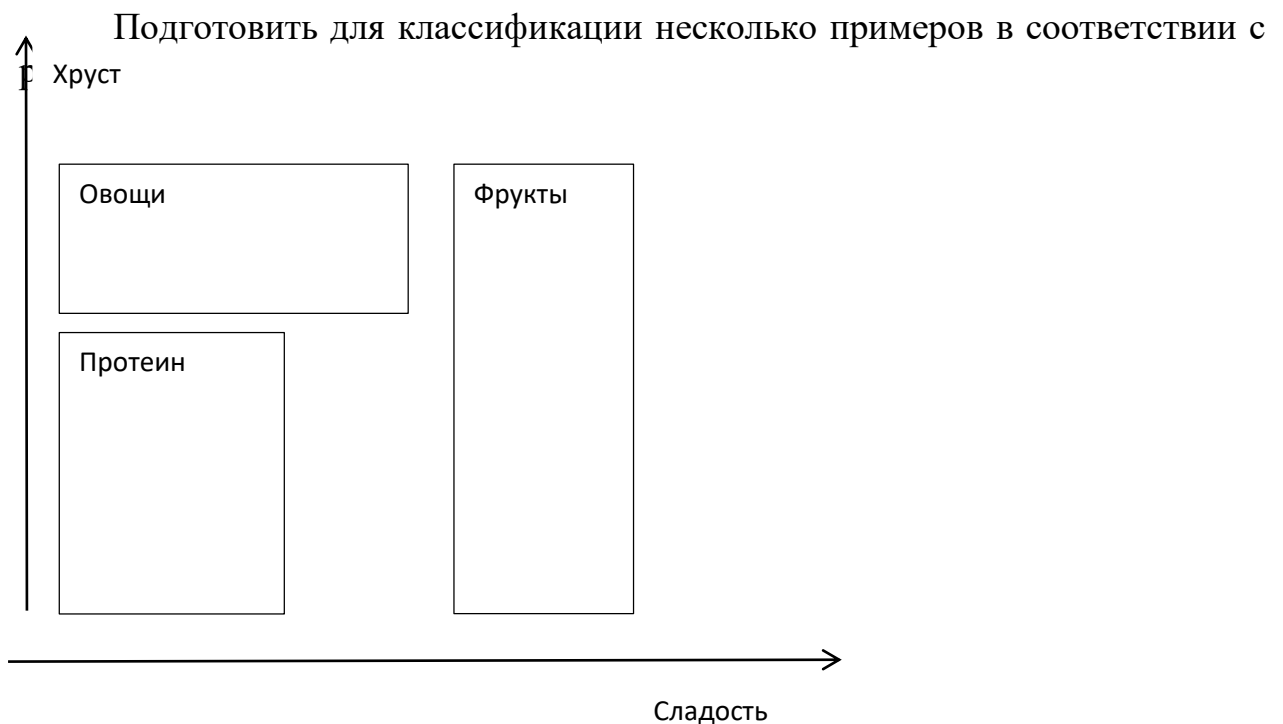 Подготовить для классификации несколько примеров в соответствии с
Хруст
Овощи
Фрукты
Протеин
Сладость